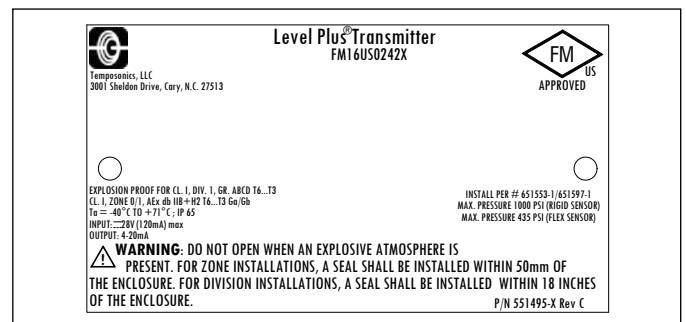 Level Plus® Transmitter
FM16US0242X
FM
US
APPROVED
Temposonics, LLC
3001 Sheldon Drive, Cary, N.C. 27513
EXPLOSION PROOF FOR CL. I, DIV. 1, GR. ABCD T6...T3
CL. I, ZONE 0/1, AEx db IIB+H2 T6...T3 Ga/Gb
Ta = -40°C TO +71°C ; IP 65
INPUT:⎓28V (120mA) max
OUTPUT: 4-20mA
INSTALL PER # 651553-1/651597-1
MAX. PRESSURE 1000 PSI (RIGID SENSOR)
MAX. PRESSURE 435 PSI (FLEX SENSOR)
WARNING: DO NOT OPEN WHEN AN EXPLOSIVE ATMOSPHERE IS
PRESENT. FOR ZONE INSTALLATIONS, A SEAL SHALL BE INSTALLED WITHIN 50mm OF
THE ENCLOSURE. FOR DIVISION INSTALLATIONS, A SEAL SHALL BE INSTALLED WITHIN 18 INCHES
OF THE ENCLOSURE.
P/N 551495-X Rev C